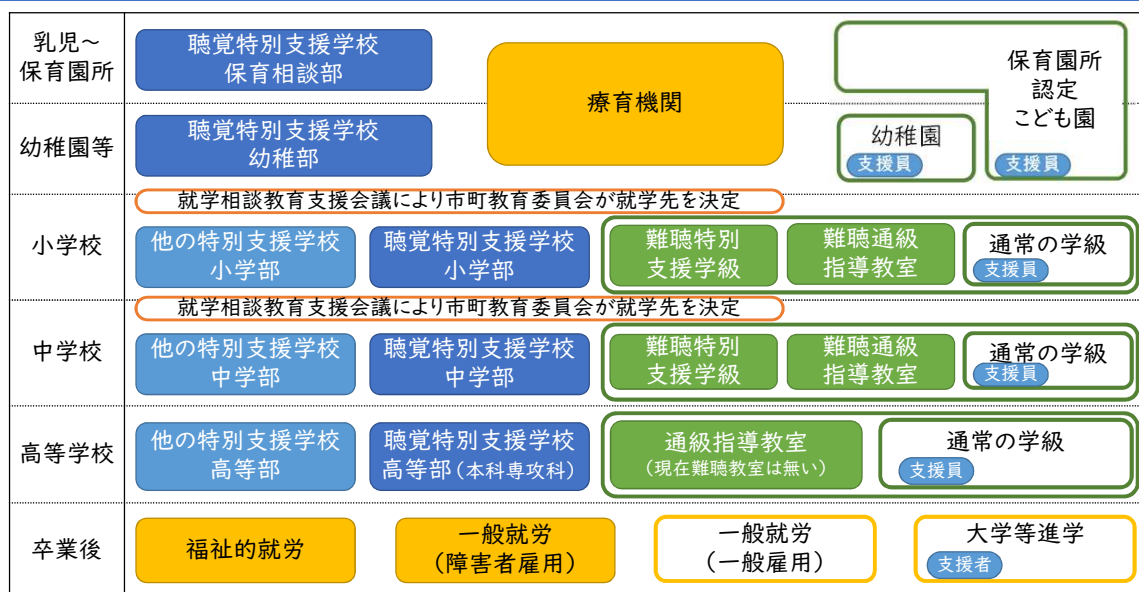 乳児～
保育園所
聴覚特別支援学校
保育相談部
療育機関
保育園所
認定
こども園
支援員
幼稚園等
聴覚特別支援学校
幼稚部
幼稚園
支援員
就学相談教育支援会議により市町教育委員会が就学先を決定
小学校
他の特別支援学校
小学部
聴覚特別支援学校
小学部
難聴特別
支援学級
難聴通級
指導教室
通常の学級
支援員
就学相談教育支援会議により市町教育委員会が就学先を決定
中学校
他の特別支援学校
中学部
聴覚特別支援学校
中学部
難聴特別
支援学級
難聴通級
指導教室
通常の学級
支援員
高等学校
他の特別支援学校
高等部
聴覚特別支援学校
高等部(本科専攻科)
通級指導教室
(現在難聴教室は無い)
通常の学級
支援員
卒業後
福祉的就労
一般就労
(障害者雇用)
一般就労
(一般雇用)
大学等進学
支援者